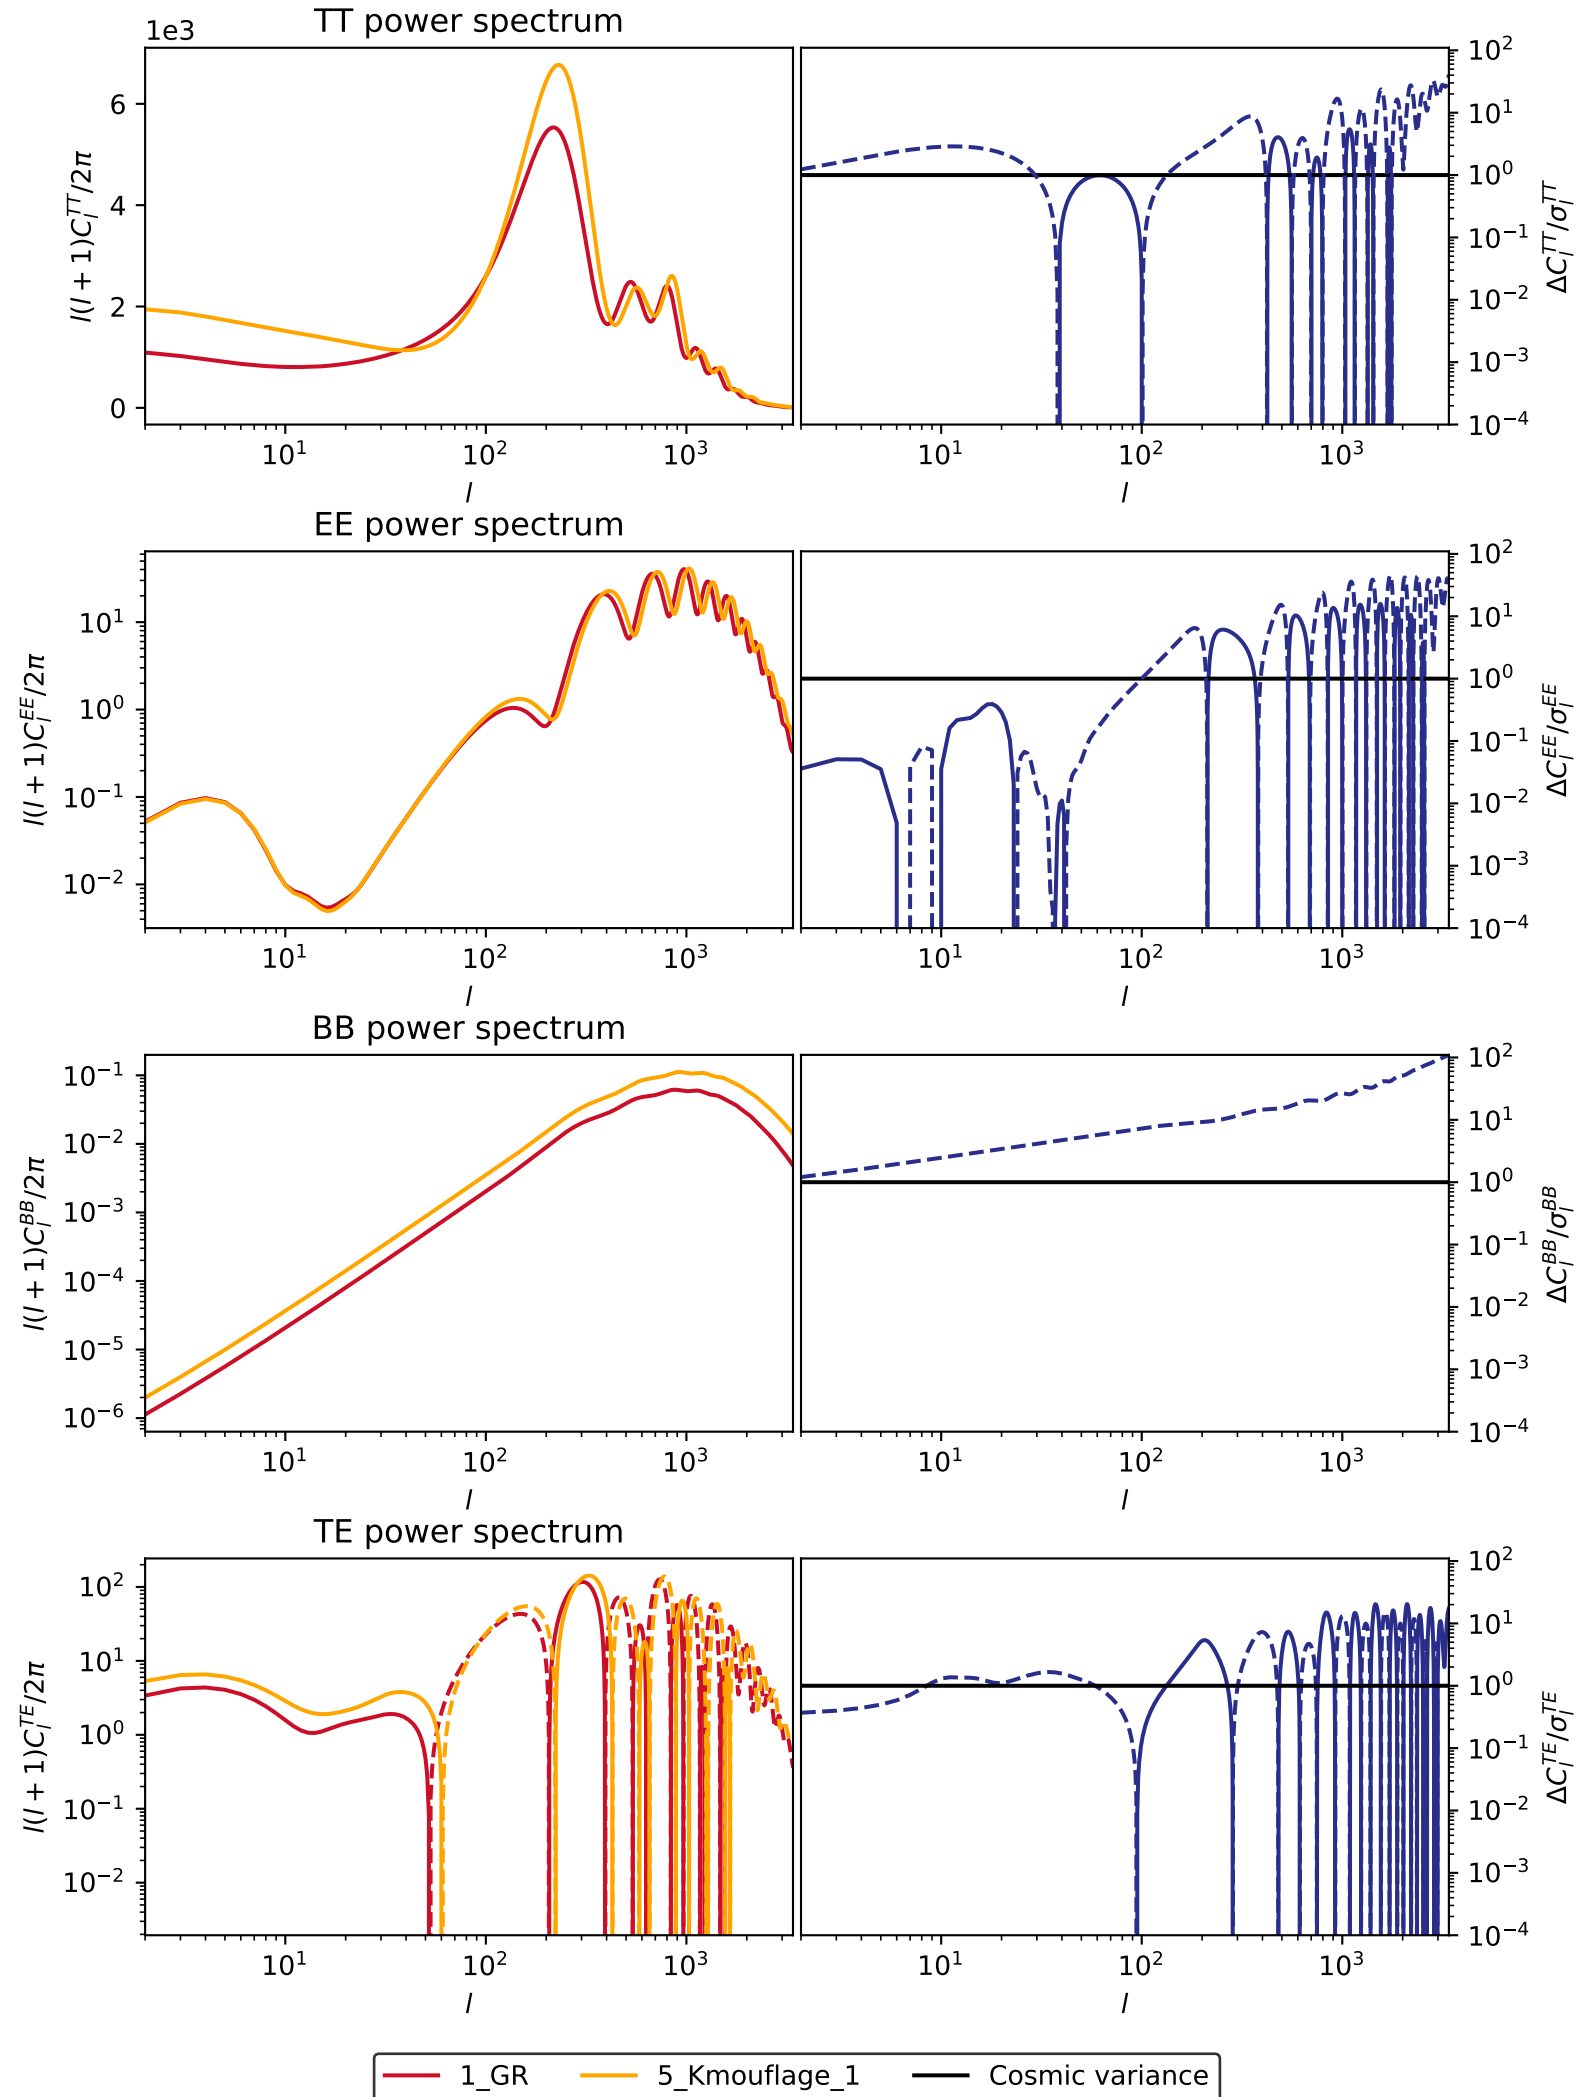 TT power spectrum
1e3
l(l + 1)C_l^{TT}/2π
6
4
2
0
10^1 10^2 10^3
l
10^2
10^1
10^0
10^{-1}
10^{-2}
10^{-3}
10^{-4}
ΔC_l^{TT}/σ_l^{TT}
10^1 10^2 10^3
l
EE power spectrum
l(l + 1)C_l^{EE}/2π
10^1
10^0
10^{-1}
10^{-2}
10^1 10^2 10^3
l
10^2
10^1
10^0
10^{-1}
10^{-2}
10^{-3}
10^{-4}
ΔC_l^{EE}/σ_l^{EE}
10^1 10^2 10^3
l
BB power spectrum
l(l + 1)C_l^{BB}/2π
10^{-1}
10^{-2}
10^{-3}
10^{-4}
10^{-5}
10^{-6}
10^1 10^2 10^3
l
10^2
10^1
10^0
10^{-1}
10^{-2}
10^{-3}
10^{-4}
ΔC_l^{BB}/σ_l^{BB}
10^1 10^2 10^3
l
TE power spectrum
l(l + 1)C_l^{TE}/2π
10^2
10^1
10^0
10^{-1}
10^{-2}
10^1 10^2 10^3
l
10^2
10^1
10^0
10^{-1}
10^{-2}
10^{-3}
10^{-4}
ΔC_l^{TE}/σ_l^{TE}
10^1 10^2 10^3
l
1_GR 5_Kmouflage_1 Cosmic variance